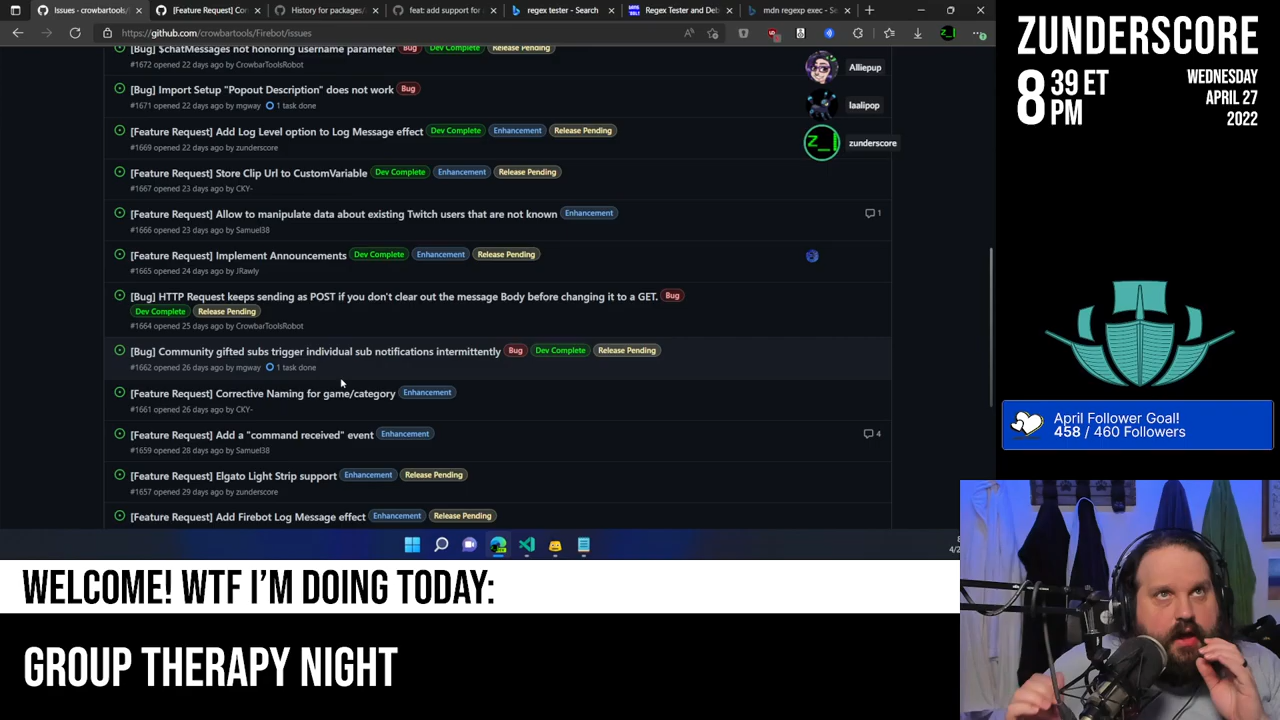 Issues - crowbartools/
[Feature Request] Co
History for packages/
feat: add support for
regex tester - Search
Regex Tester and Deb
mdn regexp exec - Se
https://github.com/crowbartools/Firebot/issues
[Bug] $chatMessages not honoring username parameter Bug Dev Complete Release Pending
#1672 opened 22 days ago by CrowbarToolsRobot
[Bug] Import Setup "Popout Description" does not work Bug
#1671 opened 22 days ago by mgway 1 task done
[Feature Request] Add Log Level option to Log Message effect Dev Complete Enhancement Release Pending
#1669 opened 22 days ago by zunderscore
[Feature Request] Store Clip Url to CustomVariable Dev Complete Enhancement Release Pending
#1667 opened 23 days ago by CKY-
[Feature Request] Allow to manipulate data about existing Twitch users that are not known Enhancement 1
#1666 opened 23 days ago by Samuel38
[Feature Request] Implement Announcements Dev Complete Enhancement Release Pending
#1665 opened 24 days ago by JRawly
[Bug] HTTP Request keeps sending as POST if you don't clear out the message Body before changing it to a GET. Bug
Dev Complete Release Pending
#1664 opened 25 days ago by CrowbarToolsRobot
[Bug] Community gifted subs trigger individual sub notifications intermittently Bug Dev Complete Release Pending
#1662 opened 26 days ago by mgway 1 task done
[Feature Request] Corrective Naming for game/category Enhancement
#1661 opened 26 days ago by CKY-
[Feature Request] Add a "command received" event Enhancement 4
#1659 opened 28 days ago by Samuel38
[Feature Request] Elgato Light Strip support Enhancement Release Pending
#1657 opened 29 days ago by zunderscore
[Feature Request] Add Firebot Log Message effect Enhancement Release Pending
Alliepup
laalipop
z_
zunderscore
ZUNDERSCORE
8 39 ET PM
WEDNESDAY
APRIL 27
2022
April Follower Goal!
458 / 460 Followers
WELCOME! WTF I'M DOING TODAY:
GROUP THERAPY NIGHT